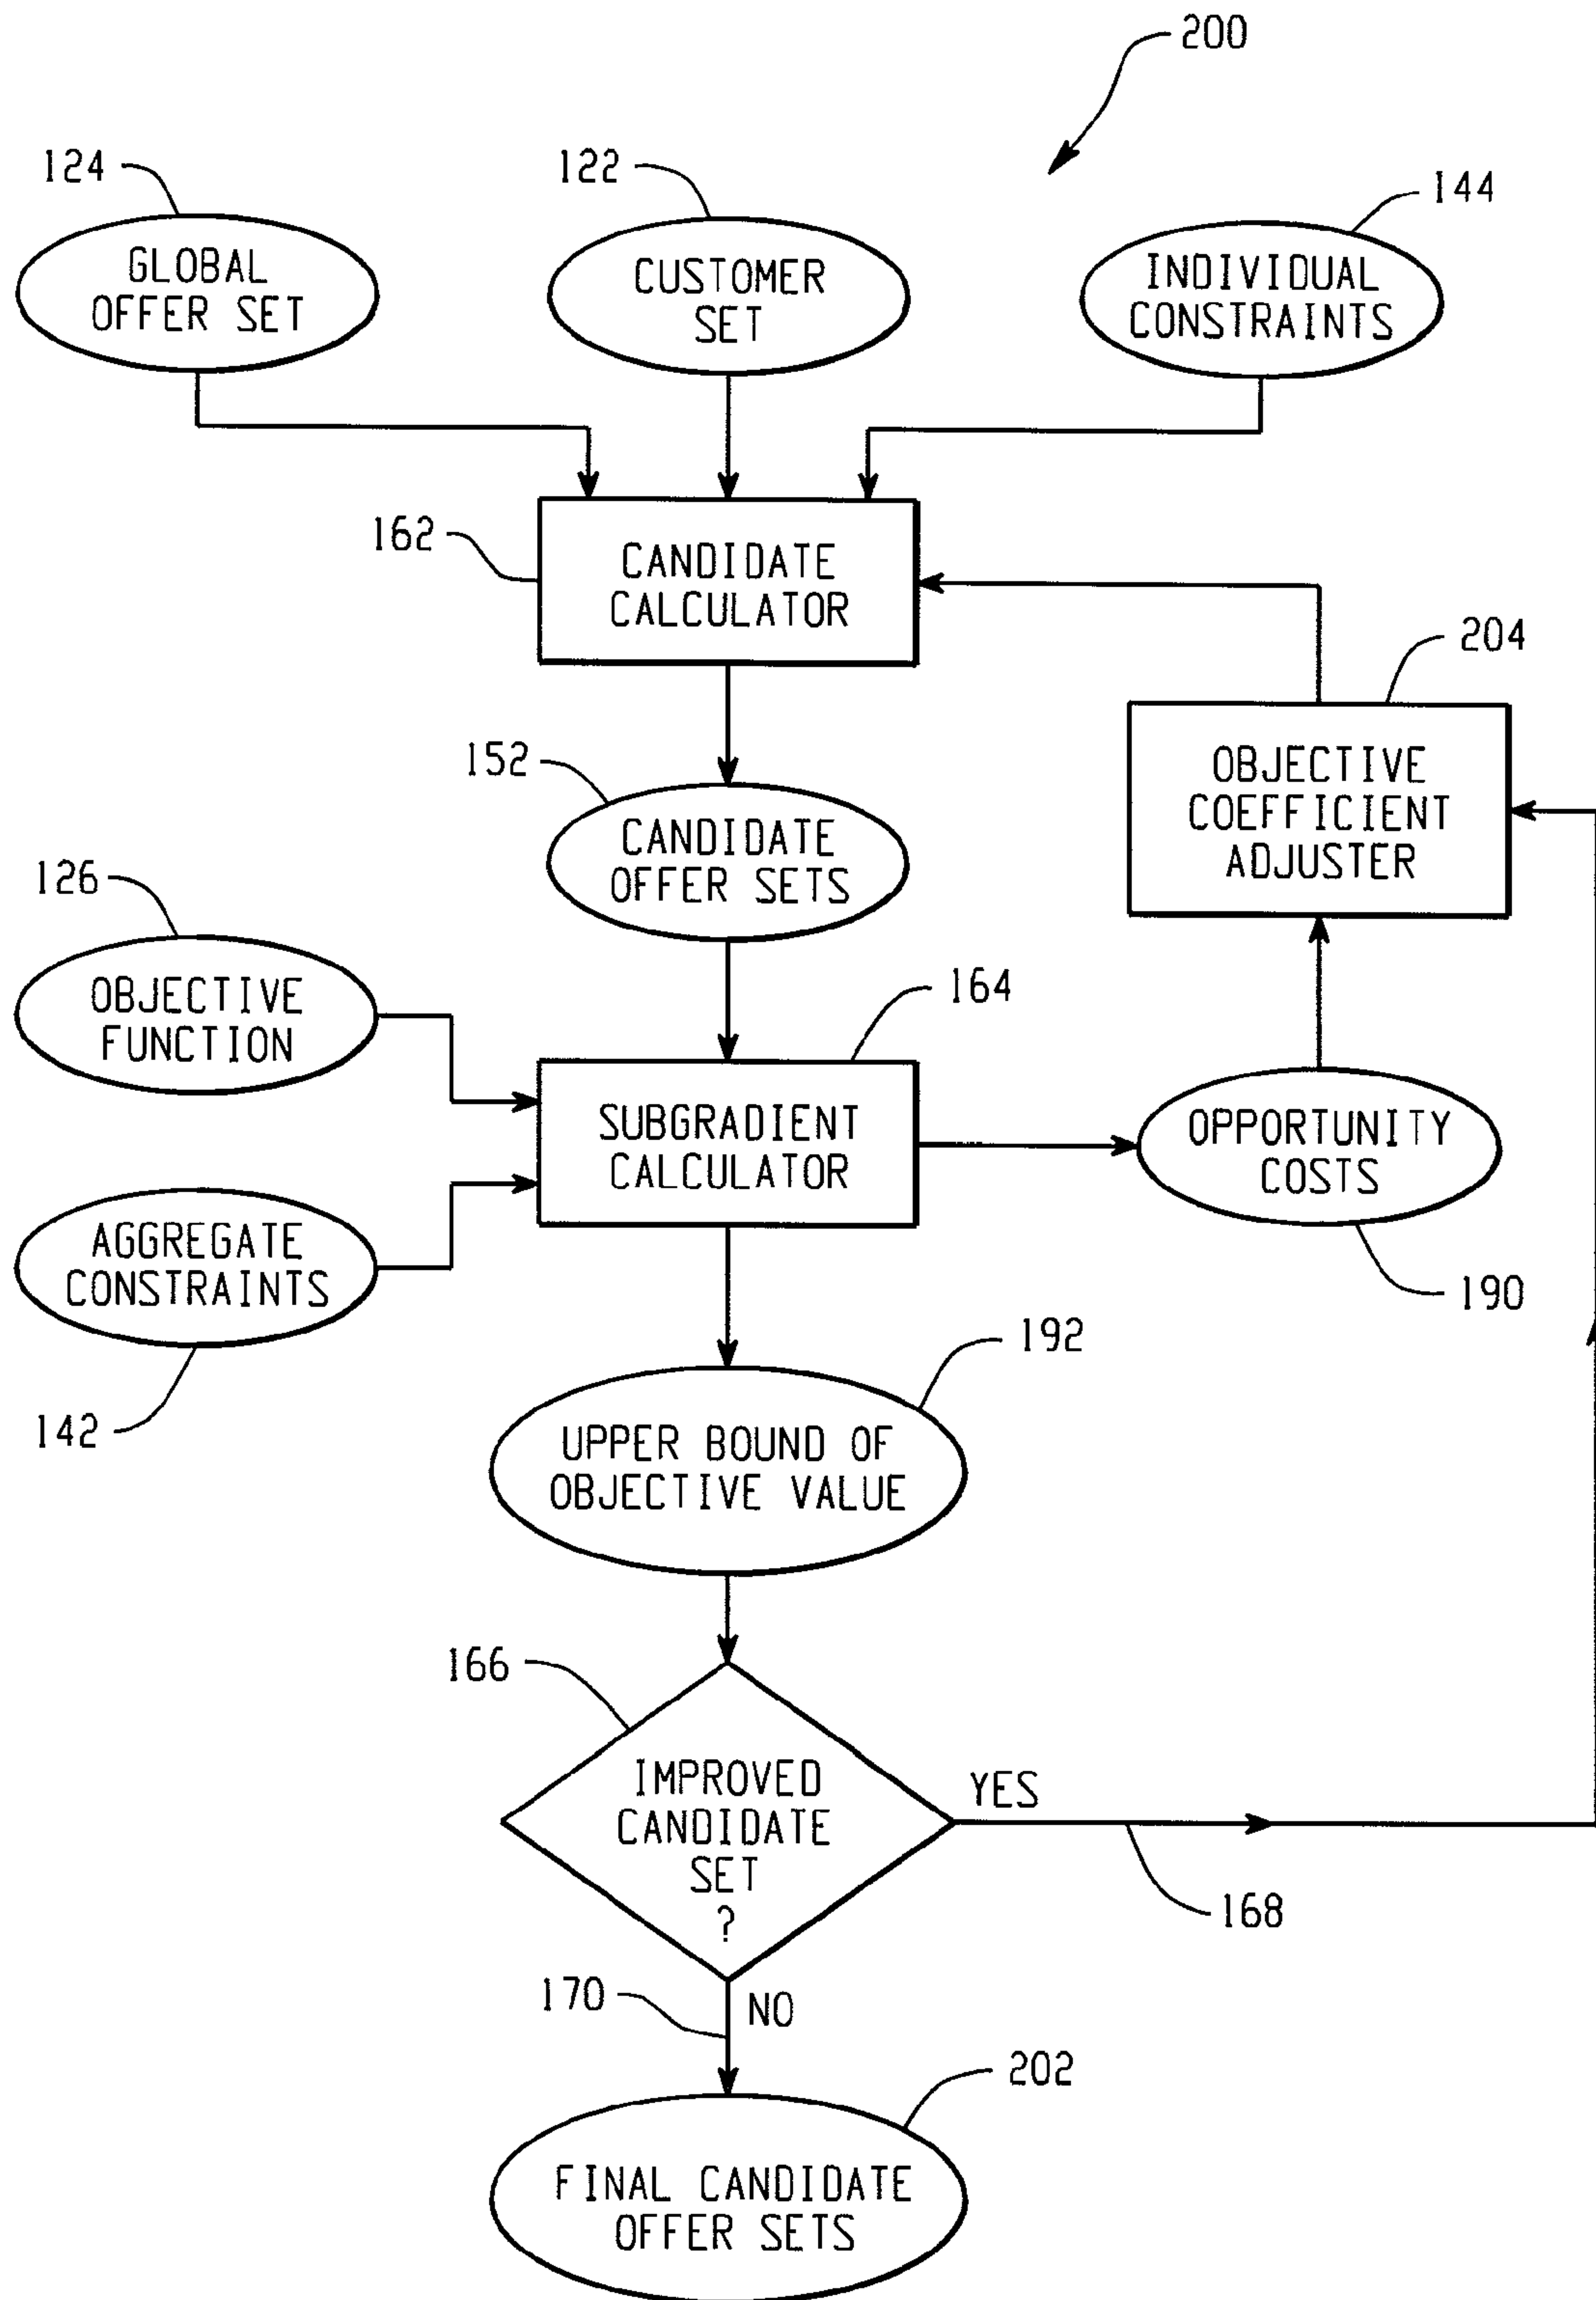 200
124
122
144
GLOBAL
OFFER SET
CUSTOMER
SET
INDIVIDUAL
CONSTRAINTS
162
CANDIDATE
CALCULATOR
204
OBJECTIVE
COEFFICIENT
ADJUSTER
152
CANDIDATE
OFFER SETS
126
OBJECTIVE
FUNCTION
164
SUBGRADIENT
CALCULATOR
OPPORTUNITY
COSTS
190
AGGREGATE
CONSTRAINTS
142
192
UPPER BOUND OF
OBJECTIVE VALUE
166
IMPROVED
CANDIDATE
SET
?
YES
168
170
NO
202
FINAL CANDIDATE
OFFER SETS